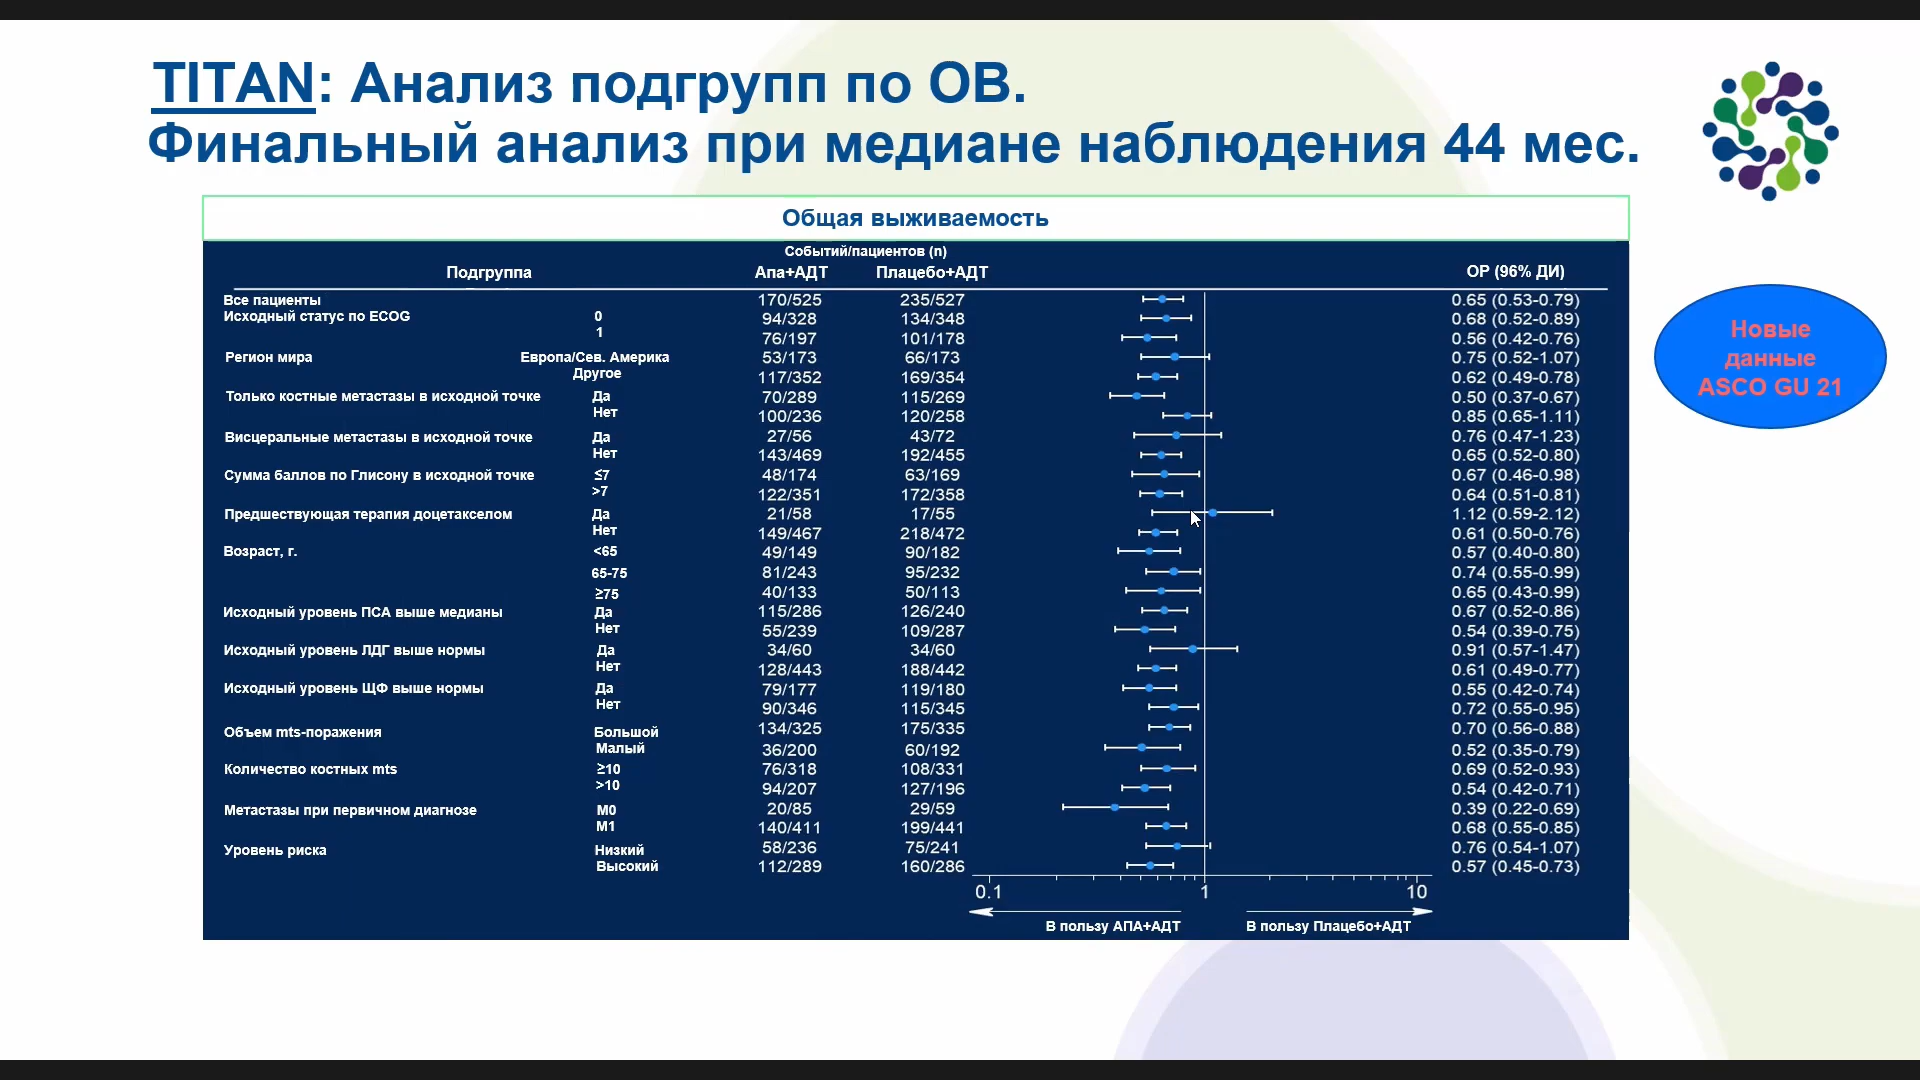 TITAN: Анализ подгрупп по ОВ.
Финальный анализ при медиане наблюдения 44 мес.
Общая выживаемость
Событий/пациентов (n)
Подгруппа Апа+АДТ Плацебо+АДТ ОР (96% ДИ)
Все пациенты 170/525 235/527 0.65 (0.53-0.79)
Исходный статус по ECOG 0 94/328 134/348 0.68 (0.52-0.89)
1 76/197 101/178 0.56 (0.42-0.76)
Регион мира Европа/Сев. Америка 53/173 66/173 0.75 (0.52-1.07)
Другое 117/352 169/354 0.62 (0.49-0.78)
Только костные метастазы в исходной точке Да 70/289 115/269 0.50 (0.37-0.67)
Нет 100/236 120/258 0.85 (0.65-1.11)
Висцеральные метастазы в исходной точке Да 27/56 43/72 0.76 (0.47-1.23)
Нет 143/469 192/455 0.65 (0.52-0.80)
Сумма баллов по Глисону в исходной точке ≤7 48/174 63/169 0.67 (0.46-0.98)
>7 122/351 172/358 0.64 (0.51-0.81)
Предшествующая терапия доцетакселом Да 21/58 17/55 1.12 (0.59-2.12)
Нет 149/467 218/472 0.61 (0.50-0.76)
Возраст, г. <65 49/149 90/182 0.57 (0.40-0.80)
65-75 81/243 95/232 0.74 (0.55-0.99)
≥75 40/133 50/113 0.65 (0.43-0.99)
Исходный уровень ПСА выше медианы Да 115/286 126/240 0.67 (0.52-0.86)
Нет 55/239 109/287 0.54 (0.39-0.75)
Исходный уровень ЛДГ выше нормы Да 34/60 34/60 0.91 (0.57-1.47)
Нет 128/443 188/442 0.61 (0.49-0.77)
Исходный уровень ЩФ выше нормы Да 79/177 119/180 0.55 (0.42-0.74)
Нет 90/346 115/345 0.72 (0.55-0.95)
Объем mts-поражения Большой 134/325 175/335 0.70 (0.56-0.88)
Малый 36/200 60/192 0.52 (0.35-0.79)
Количество костных mts ≥10 76/318 108/331 0.69 (0.52-0.93)
>10 94/207 127/196 0.54 (0.42-0.71)
Метастазы при первичном диагнозе M0 20/85 29/59 0.39 (0.22-0.69)
M1 140/411 199/441 0.68 (0.55-0.85)
Уровень риска Низкий 58/236 75/241 0.76 (0.54-1.07)
Высокий 112/289 160/286 0.57 (0.45-0.73)
0.1 1 10
В пользу АПА+АДТ В пользу Плацебо+АДТ
Новые
данные
ASCO GU 21